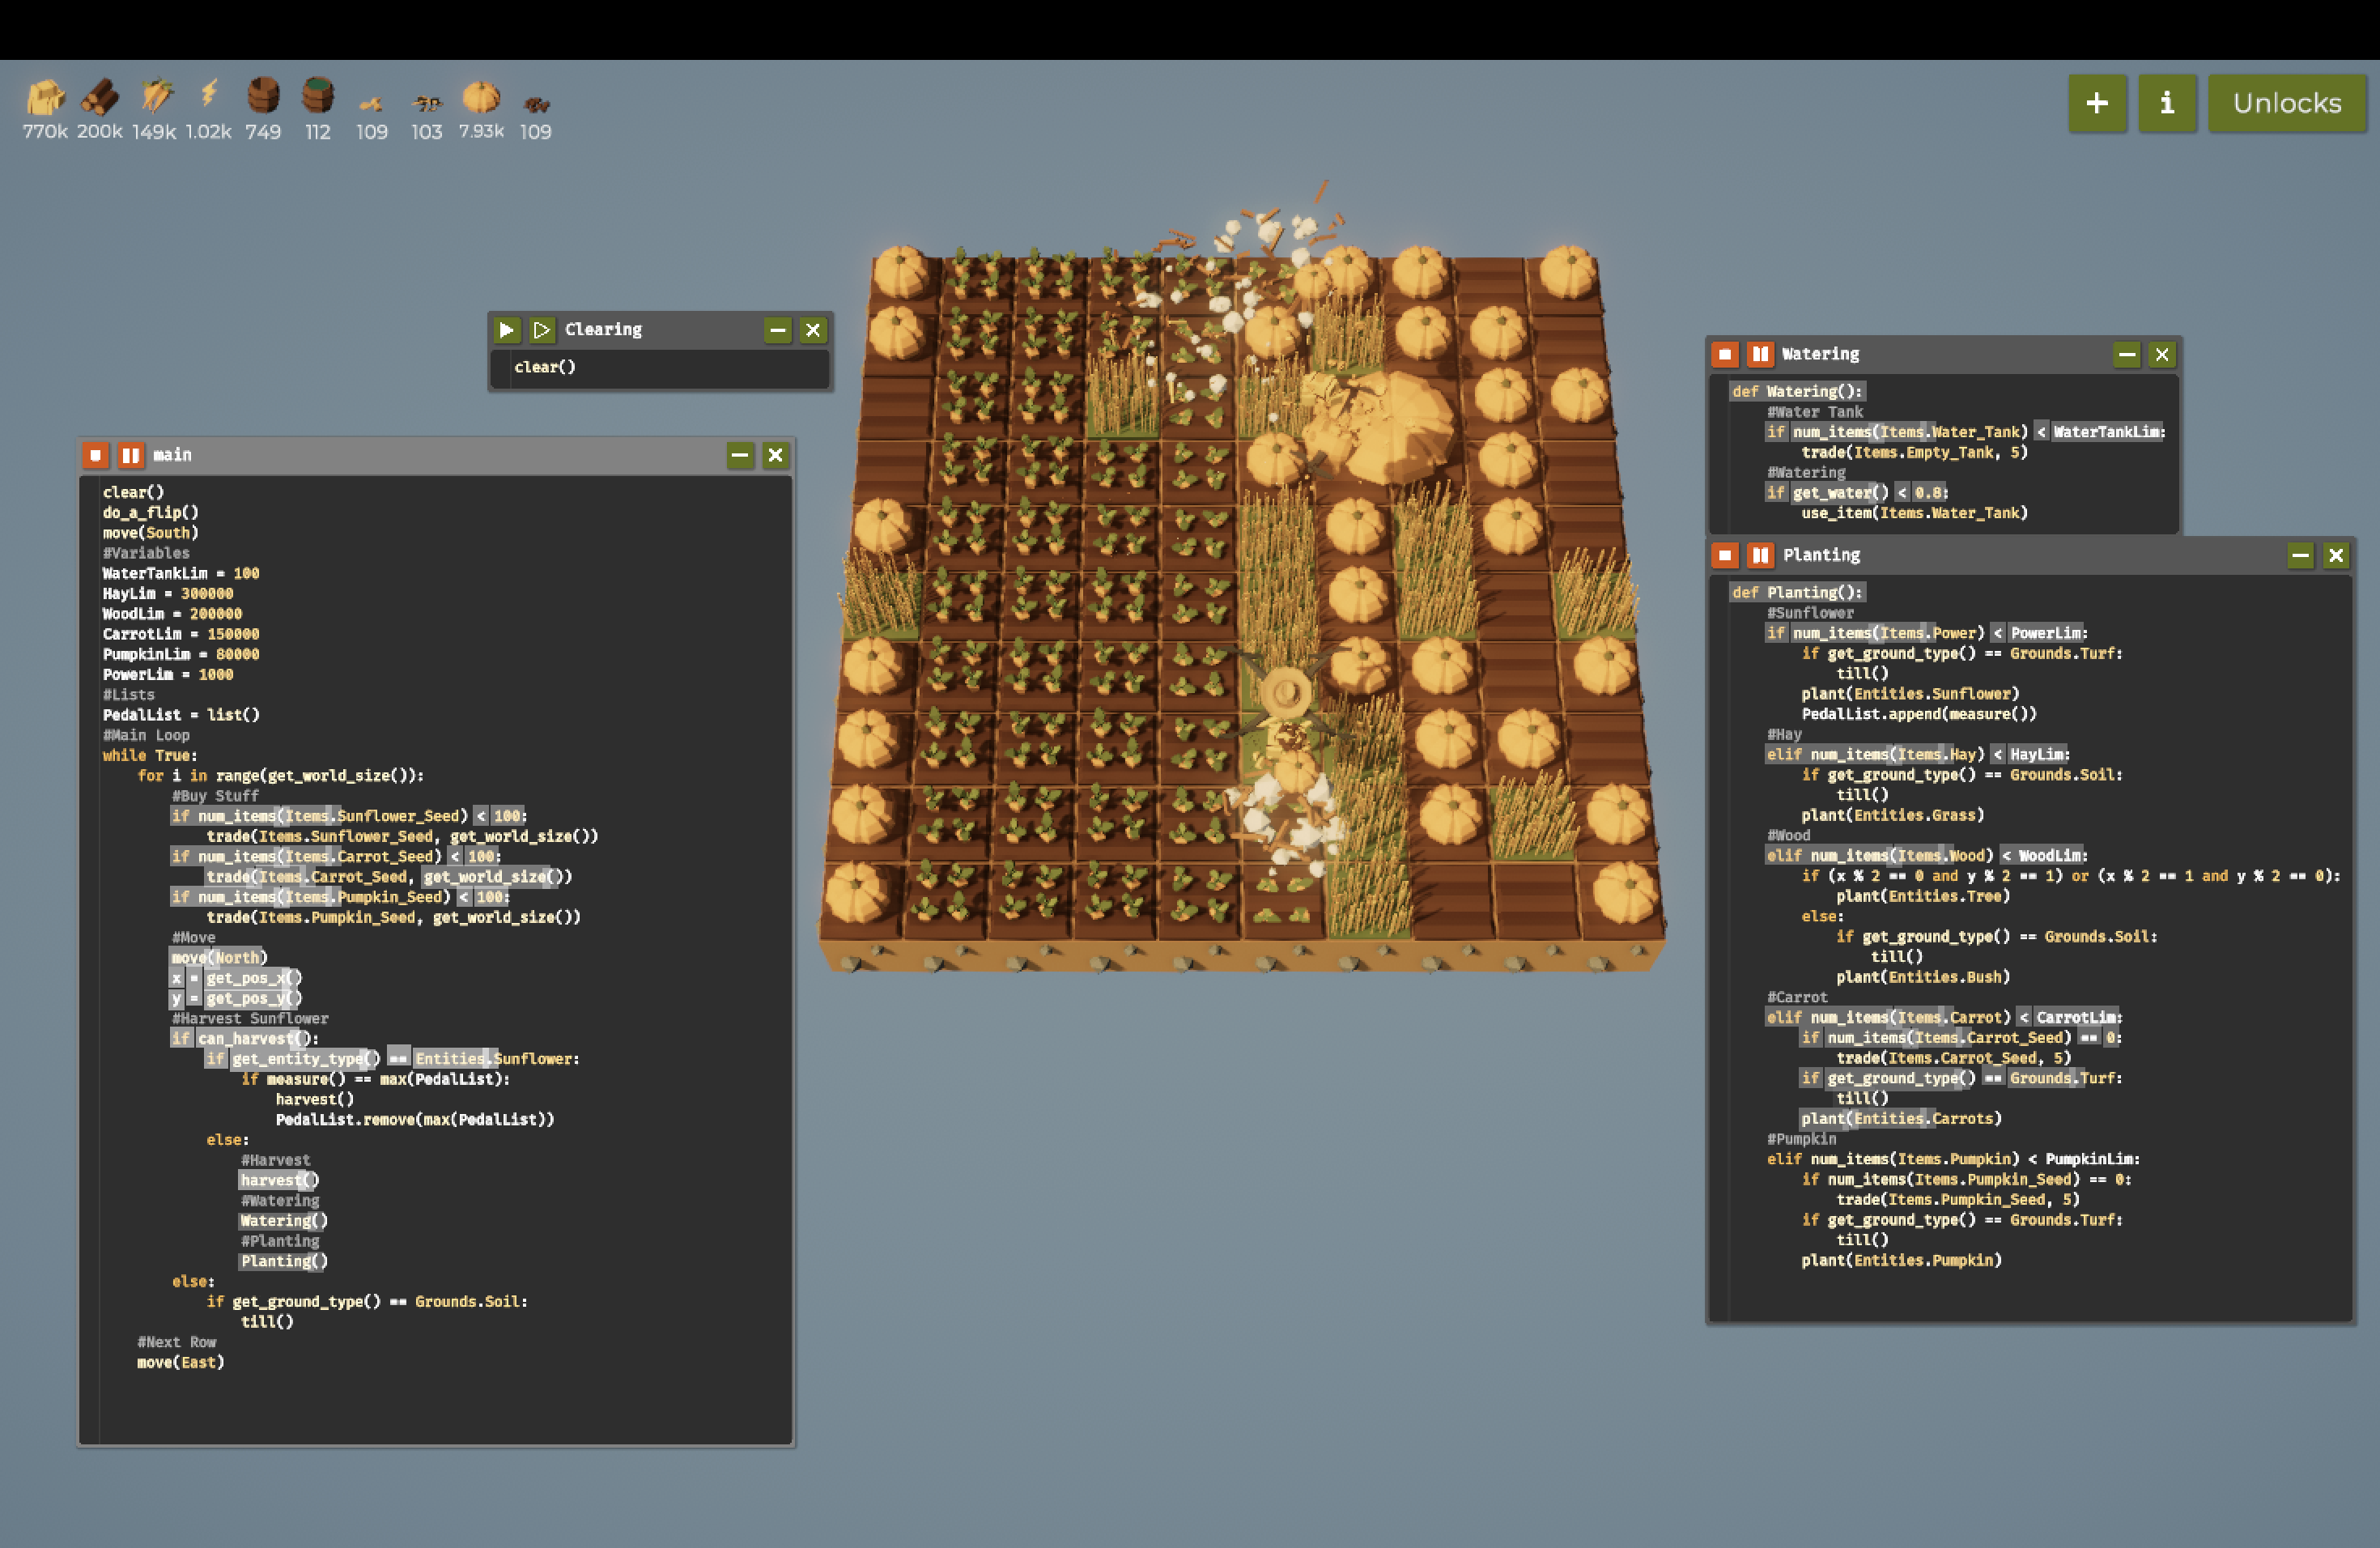 770k 200k 149k 1.02k 749 112 109 103 7.93k 109
+ i Unlocks
Clearing
clear()
main
clear()
do_a_flip()
move(South)
#Variables
WaterTankLim = 100
HayLim = 300000
WoodLim = 200000
CarrotLim = 150000
PumpkinLim = 80000
PowerLim = 1000
#Lists
PedalList = list()
#Main Loop
while True:
for i in range(get_world_size()):
#Buy Stuff
if num_items(Items.Sunflower_Seed) < 100:
trade(Items.Sunflower_Seed, get_world_size())
if num_items(Items.Carrot_Seed) < 100:
trade(Items.Carrot_Seed, get_world_size())
if num_items(Items.Pumpkin_Seed) < 100:
trade(Items.Pumpkin_Seed, get_world_size())
#Move
move(North)
x = get_pos_x()
y = get_pos_y()
#Harvest Sunflower
if can_harvest():
if get_entity_type() == Entities.Sunflower:
if measure() == max(PedalList):
harvest()
PedalList.remove(max(PedalList))
else:
#Harvest
harvest()
#Watering
Watering()
#Planting
Planting()
else:
if get_ground_type() == Grounds.Soil:
till()
#Next Row
move(East)
Watering
def Watering():
#Water Tank
if num_items(Items.Water_Tank) < WaterTankLim:
trade(Items.Empty_Tank, 5)
#Watering
if get_water() < 0.8:
use_item(Items.Water_Tank)
Planting
def Planting():
#Sunflower
if num_items(Items.Power) < PowerLim:
if get_ground_type() == Grounds.Turf:
till()
plant(Entities.Sunflower)
PedalList.append(measure())
#Hay
elif num_items(Items.Hay) < HayLim:
if get_ground_type() == Grounds.Soil:
till()
plant(Entities.Grass)
#Wood
elif num_items(Items.Wood) < WoodLim:
if (x % 2 == 0 and y % 2 == 1) or (x % 2 == 1 and y % 2 == 0):
plant(Entities.Tree)
else:
if get_ground_type() == Grounds.Soil:
till()
plant(Entities.Bush)
#Carrot
elif num_items(Items.Carrot) < CarrotLim:
if num_items(Items.Carrot_Seed) == 0:
trade(Items.Carrot_Seed, 5)
if get_ground_type() == Grounds.Turf:
till()
plant(Entities.Carrots)
#Pumpkin
elif num_items(Items.Pumpkin) < PumpkinLim:
if num_items(Items.Pumpkin_Seed) == 0:
trade(Items.Pumpkin_Seed, 5)
if get_ground_type() == Grounds.Turf:
till()
plant(Entities.Pumpkin)